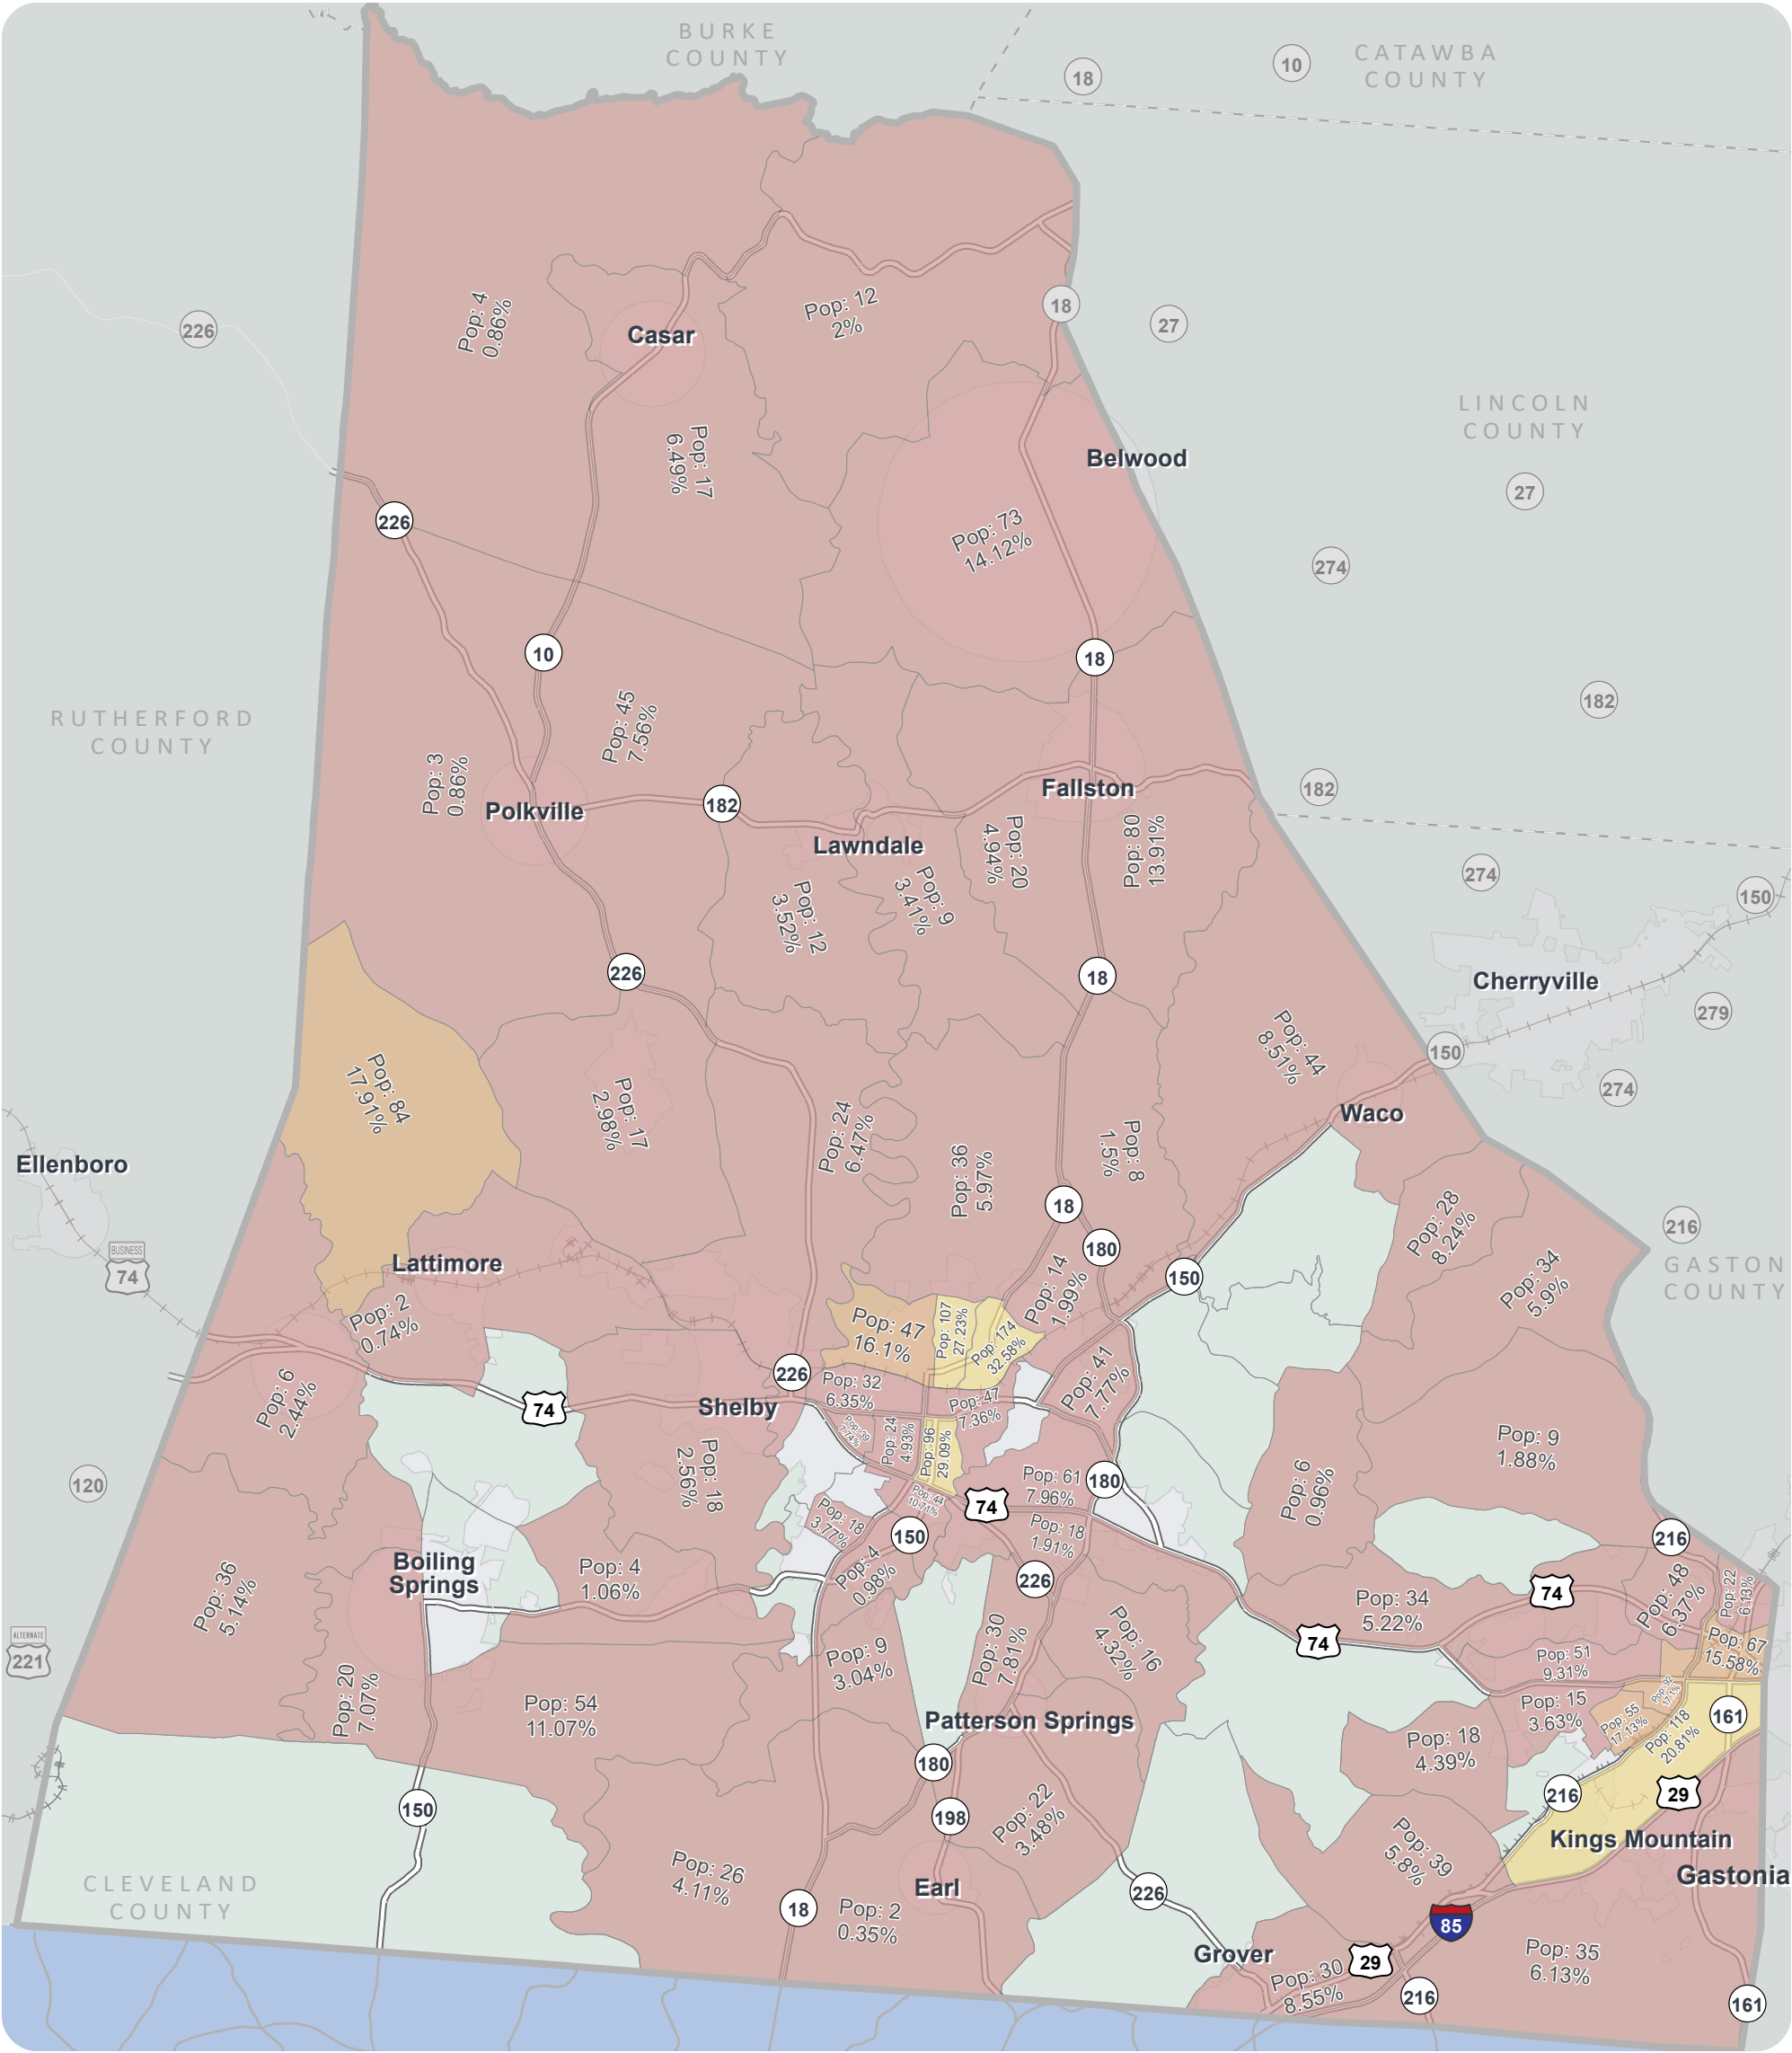 BURKE
COUNTY
CATAWBA
COUNTY
10
18
Pop: 4
0.86%
Pop: 12
2%
18
226
27
Casar
LINCOLN
COUNTY
Pop: 17
6.49%
Belwood
27
226
Pop: 73
14.12%
274
10
18
182
RUTHERFORD
COUNTY
Pop: 45
7.56%
Pop: 3
0.86%
182
Fallston
182
Polkville
Lawndale
Pop: 20
4.94%
Pop: 80
13.91%
274
150
Pop: 9
3.41%
Pop: 12
3.52%
226
18
Cherryville
279
Pop: 44
8.51%
150
274
Pop: 84
17.91%
Pop: 17
2.98%
Waco
Pop: 24
6.47%
Pop: 36
5.97%
Pop: 8
1.5%
Ellenboro
18
Pop: 28
8.24%
216
BUSINESS
74
Lattimore
180
150
GASTON
COUNTY
Pop: 34
5.9%
Pop: 14
1.99%
Pop: 2
0.74%
Pop: 47
16.1%
Pop: 107
27.23%
Pop: 174
32.58%
226
Pop: 32
6.35%
Pop: 41
7.77%
Pop: 6
2.44%
74
Shelby
Pop: 47
7.36%
Pop: 39
7.74%
Pop: 24
4.93%
Pop: 96
29.09%
Pop: 9
1.88%
120
Pop: 18
2.56%
Pop: 61
7.96%
180
Pop: 6
0.96%
Pop: 44
10.71%
74
Pop: 18
3.77%
150
Pop: 18
1.91%
216
Boiling
Springs
Pop: 4
1.06%
Pop: 4
0.98%
226
Pop: 36
5.14%
Pop: 34
5.22%
74
Pop: 48
6.37%
Pop: 22
6.13%
ALTERNATE
221
74
Pop: 30
7.81%
Pop: 16
4.32%
Pop: 9
3.04%
Pop: 51
9.31%
Pop: 67
15.58%
Pop: 20
7.07%
Pop: 54
11.07%
Pop: 92
17.1%
Pop: 15
3.63%
Pop: 55
17.13%
Pop: 118
20.81%
161
Patterson Springs
Pop: 18
4.39%
180
150
198
Pop: 22
3.48%
216
29
Kings Mountain
Pop: 39
5.8%
Gastonia
Pop: 26
4.11%
CLEVELAND
COUNTY
Earl
226
18
Pop: 2
0.35%
85
Grover
29
Pop: 35
6.13%
Pop: 30
8.55%
216
161